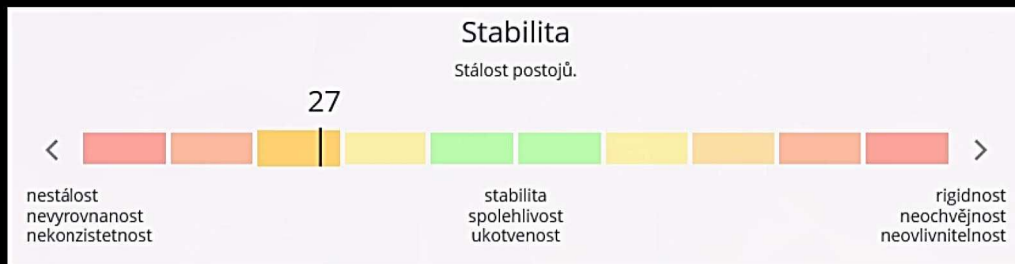 Stabilita
Stálost postojů.
27
nestálost
nevyrovnanost
nekonzistetnost
stabilita
spolehlivost
ukotvenost
rigidnost
neochvějnost
neovlivnitelnost